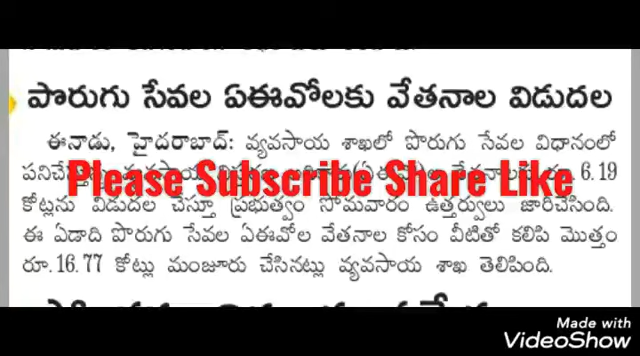 పొరుగు సేవల ఏఈవోలకు వేతనాల విడుదల
ఈనాడు, హైదరాబాద్: వ్యవసాయ శాఖలో పొరుగు సేవల విధానంలో
Please Subscribe Share Like
6.19
కోట్లను విడుదల చేస్తూ ప్రభుత్వం సోమవారం ఉత్తర్వులు జారీచేసింది.
ఈ ఏడాది పొరుగు సేవల ఏఈవోల వేతనాల కోసం వీటితో కలిపి మొత్తం
రూ.16.77 కోట్లు మంజూరు చేసినట్లు వ్యవసాయ శాఖ తెలిపింది.
Made with
VideoShow